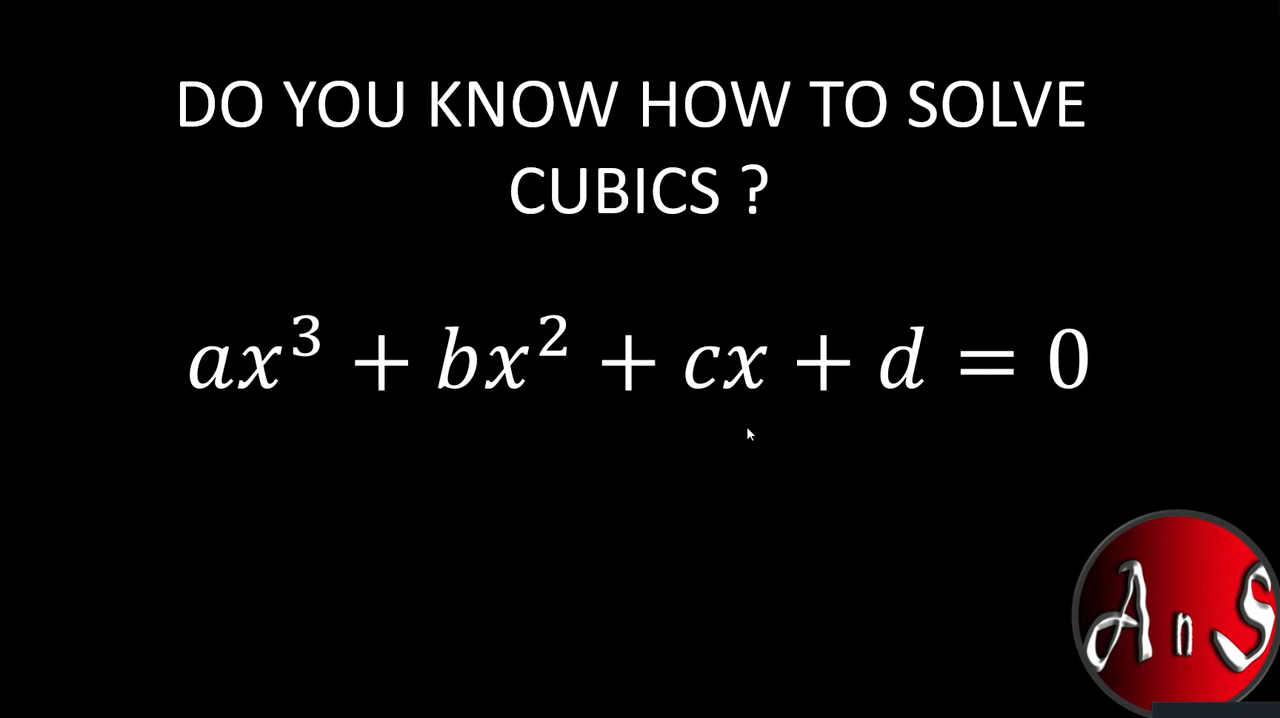 DO YOU KNOW HOW TO SOLVE
CUBICS ?
ax³ + bx² + cx + d = 0
AnS